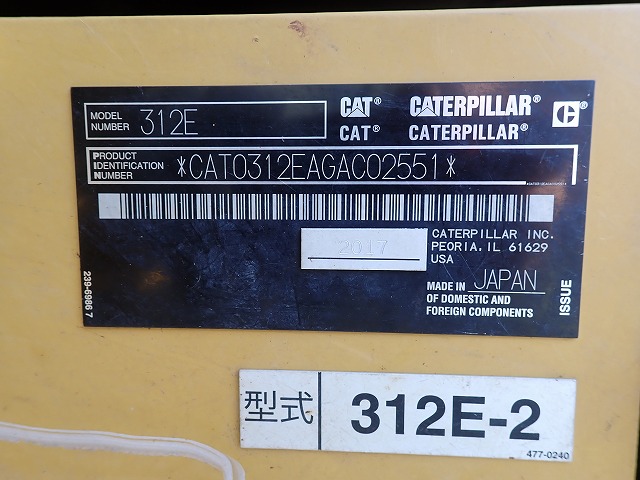 MODEL NUMBER 312E
CAT® CATERPILLAR® C
CAT® CATERPILLAR®
PRODUCT IDENTIFICATION NUMBER *CAT0312EAGAC02551*
2017
CATERPILLAR INC.
PEORIA, IL 61629
USA
MADE IN JAPAN
OF DOMESTIC AND
FOREIGN COMPONENTS
ISSUE
239-6986 7
型式 312E-2
477-0240